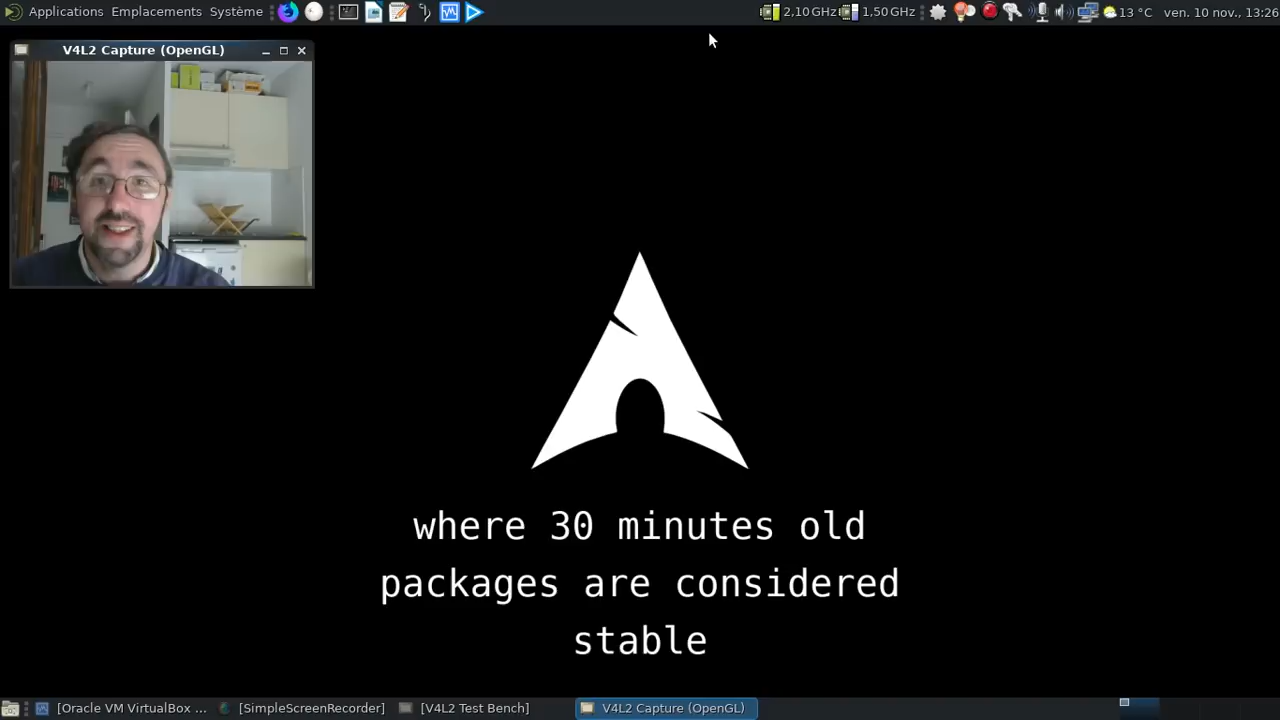 Applications Emplacements Système 2,10 GHz 1,50 GHz 13 °C ven. 10 nov., 13:26
V4L2 Capture (OpenGL)
where 30 minutes old
packages are considered
stable
[Oracle VM VirtualBox ... [SimpleScreenRecorder] [V4L2 Test Bench] V4L2 Capture (OpenGL)